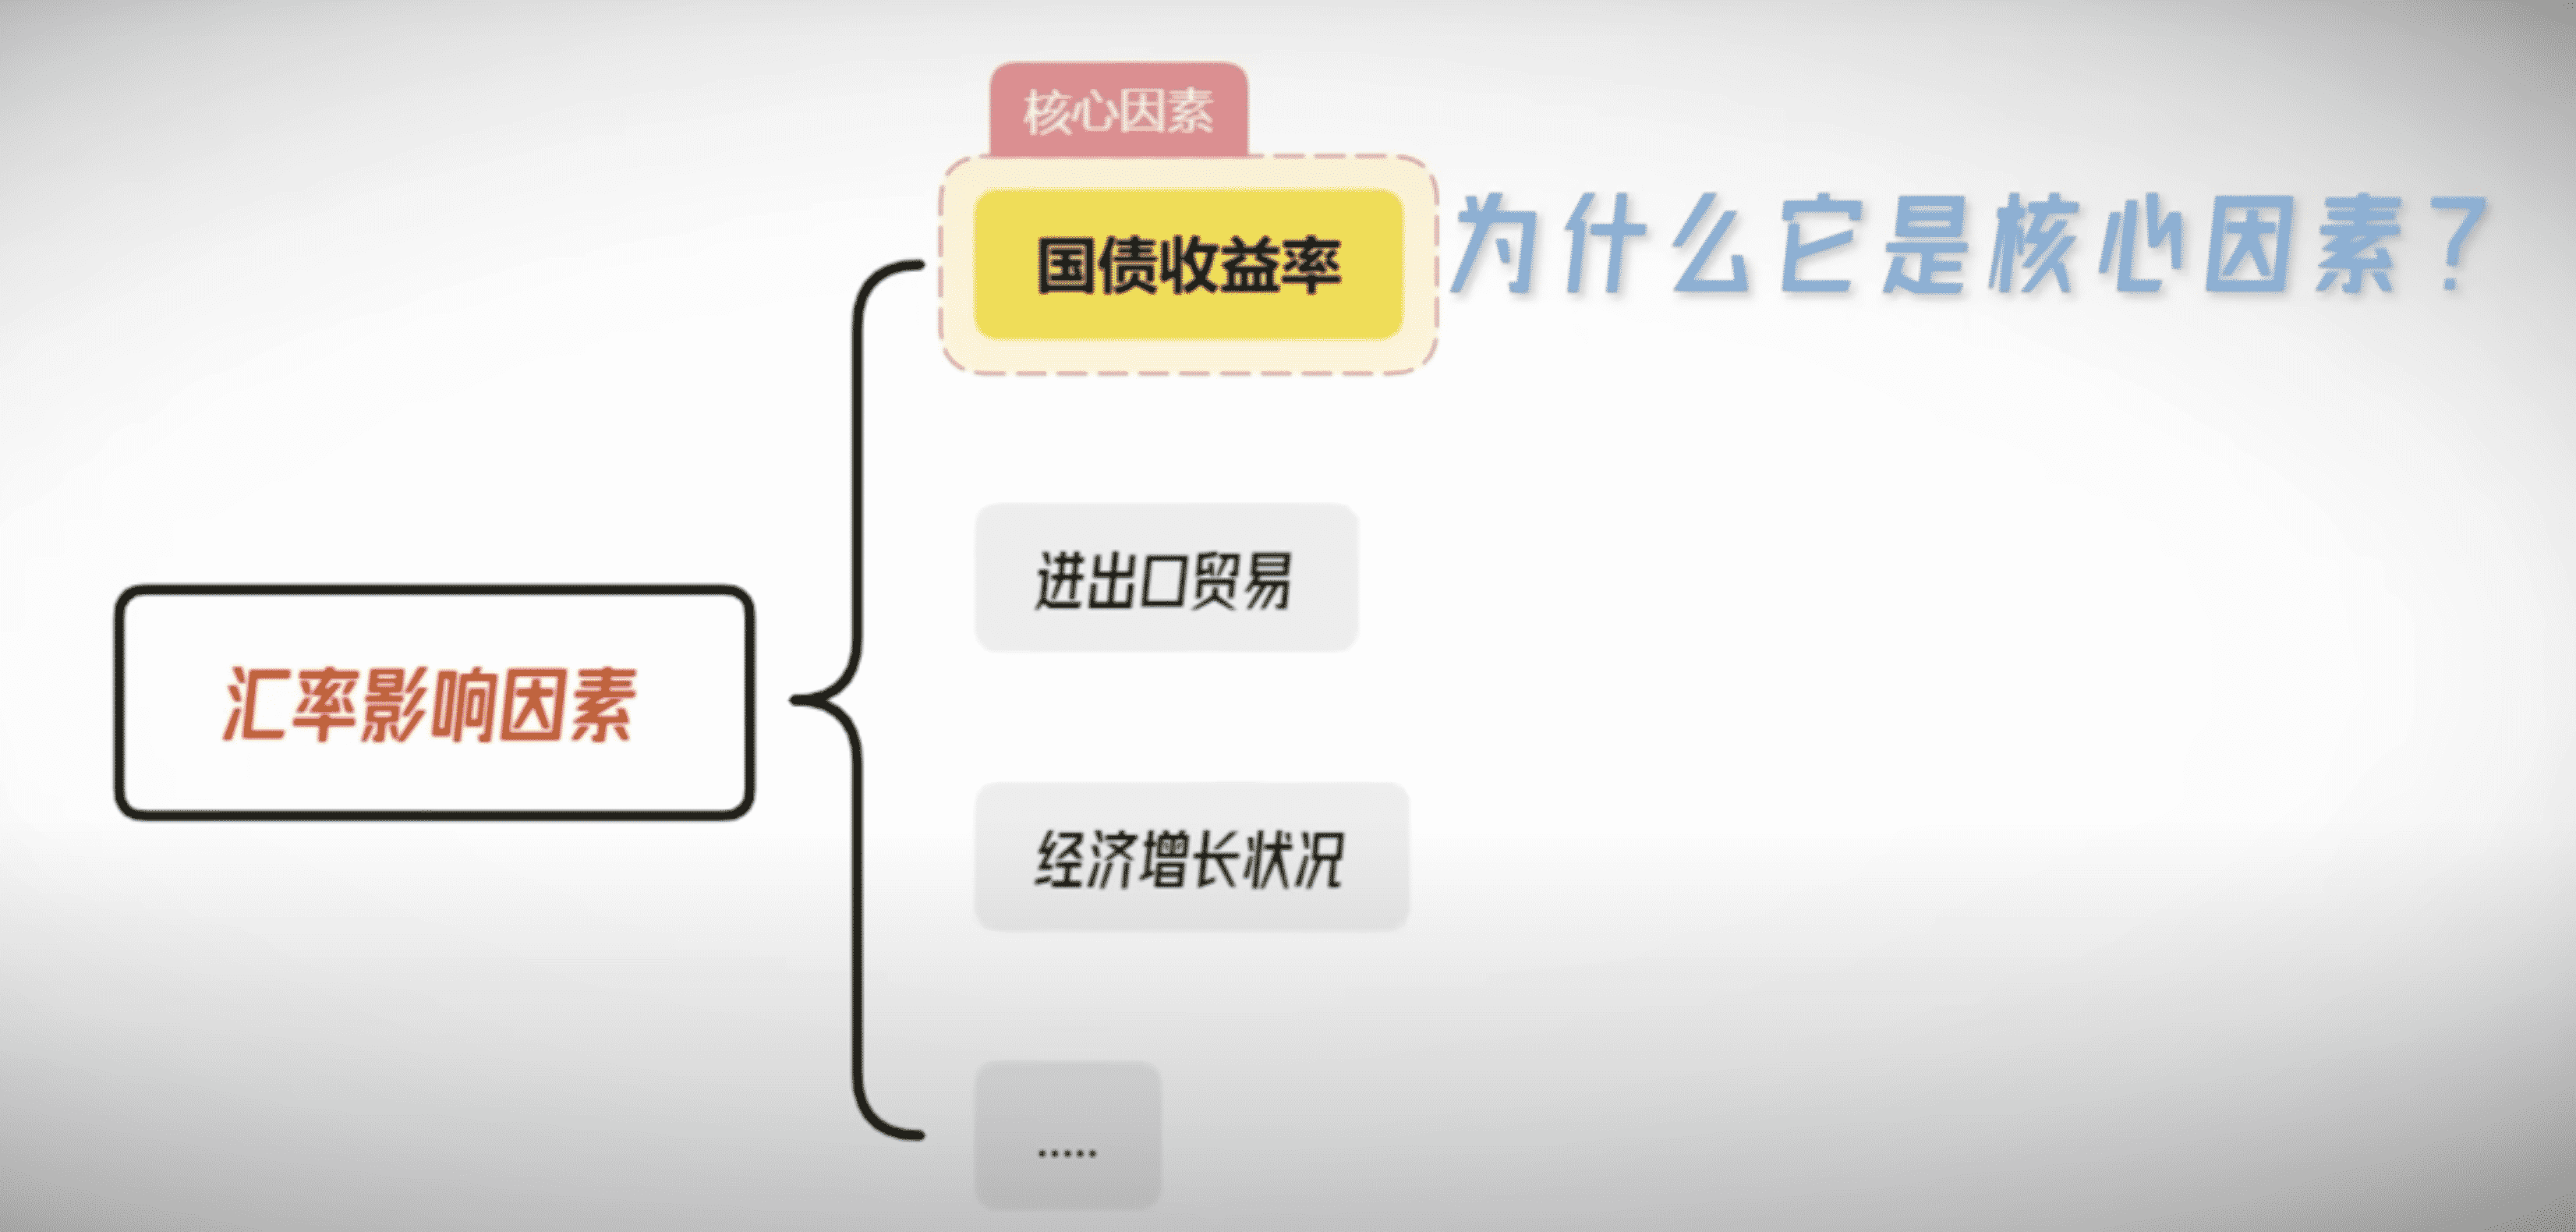 核心因素
国债收益率
为什么它是核心因素？
进出口贸易
汇率影响因素
经济增长状况
.....